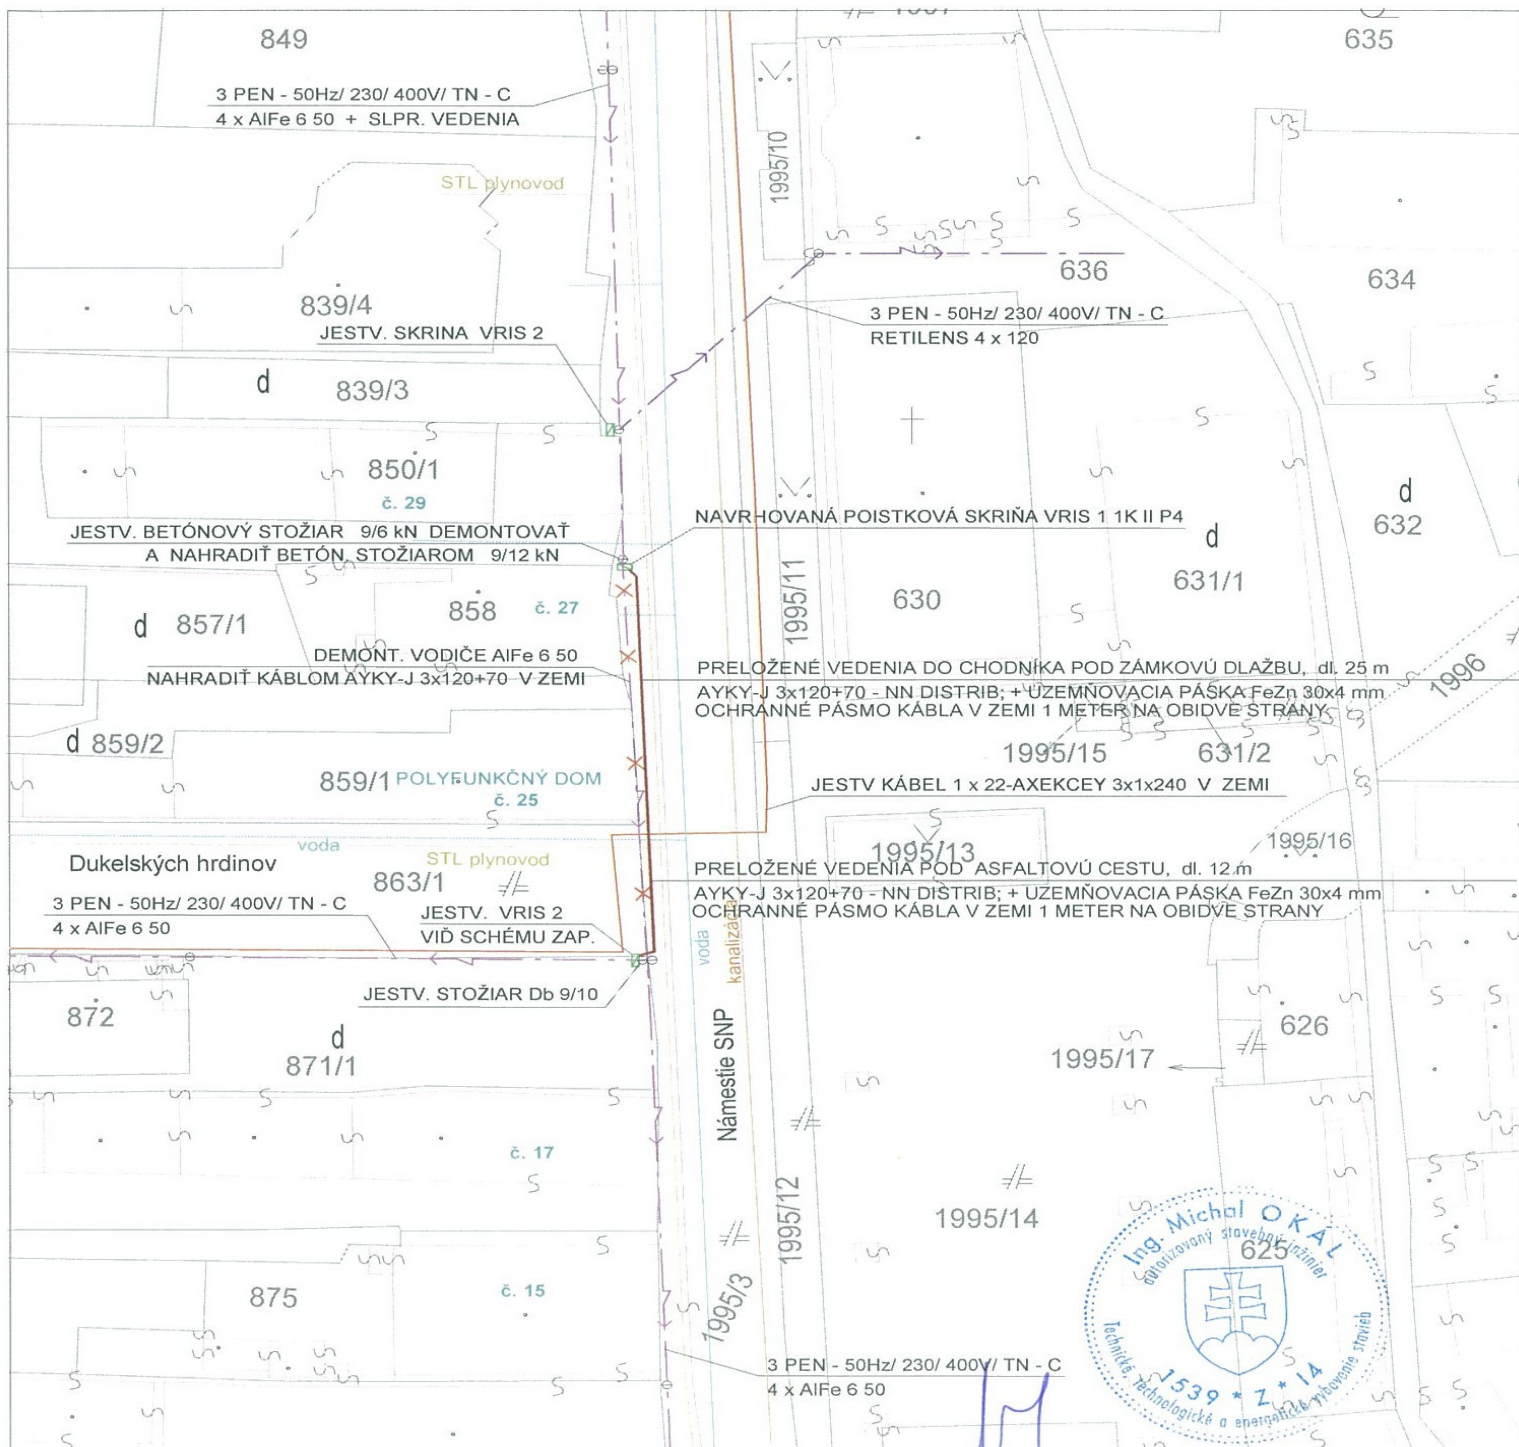 849
635
3 PEN - 50Hz/ 230/ 400V/ TN - C
4 x AlFe 6 50 + SLPR. VEDENIA
1995/10
STL plynovod
636
634
839/4
3 PEN - 50Hz/ 230/ 400V/ TN - C
RETILENS 4 x 120
JESTV. SKRINA VRIS 2
d
839/3
850/1
č. 29
d
632
NAVRHOVANÁ POISTKOVÁ SKRIŇA VRIS 1 1K II P4
JESTV. BETÓNOVÝ STOŽIAR 9/6 kN DEMONTOVAŤ
A NAHRADIŤ BETÓN. STOŽIAROM 9/12 kN
d
631/1
1995/11
630
858
č. 27
d
857/1
DEMONT. VODIČE AlFe 6 50
NAHRADIŤ KÁBLOM AYKY-J 3x120+70 V ZEMI
PRELOŽENÉ VEDENIA DO CHODNÍKA POD ZÁMKOVÚ DLAŽBU, dl. 25 m
AYKY-J 3x120+70 - NN DISTRIB; + UZEMŇOVACIA PÁSKA FeZn 30x4 mm
OCHRANNÉ PÁSMO KÁBLA V ZEMI 1 METER NA OBIDVE STRANY
1996
d
859/2
1995/15
631/2
859/1
POLYFUNKČNÝ DOM
č. 25
JESTV KÁBEL 1 x 22-AXEKCEY 3x1x240 V ZEMI
voda
1995/13
1995/16
Dukelských hrdinov
STL plynovod
863/1
PRELOŽENÉ VEDENIA POD ASFALTOVÚ CESTU, dl. 12 m
AYKY-J 3x120+70 - NN DISTRIB; + UZEMŇOVACIA PÁSKA FeZn 30x4 mm
OCHRANNÉ PÁSMO KÁBLA V ZEMI 1 METER NA OBIDVE STRANY
3 PEN - 50Hz/ 230/ 400V/ TN - C
4 x AlFe 6 50
JESTV. VRIS 2
VIĎ SCHÉMU ZAP.
voda
kanalizácia
JESTV. STOŽIAR Db 9/10
872
d
871/1
Námestie SNP
626
1995/17
č. 17
1995/12
1995/14
625
875
č. 15
1995/3
3 PEN - 50Hz/ 230/ 400V/ TN - C
4 x AlFe 6 50
Ing. Michal OKÁL
autorizovaný stavebný inžinier
Technické, technologické a energetické vybavenie stavieb
1539 * Z * 14